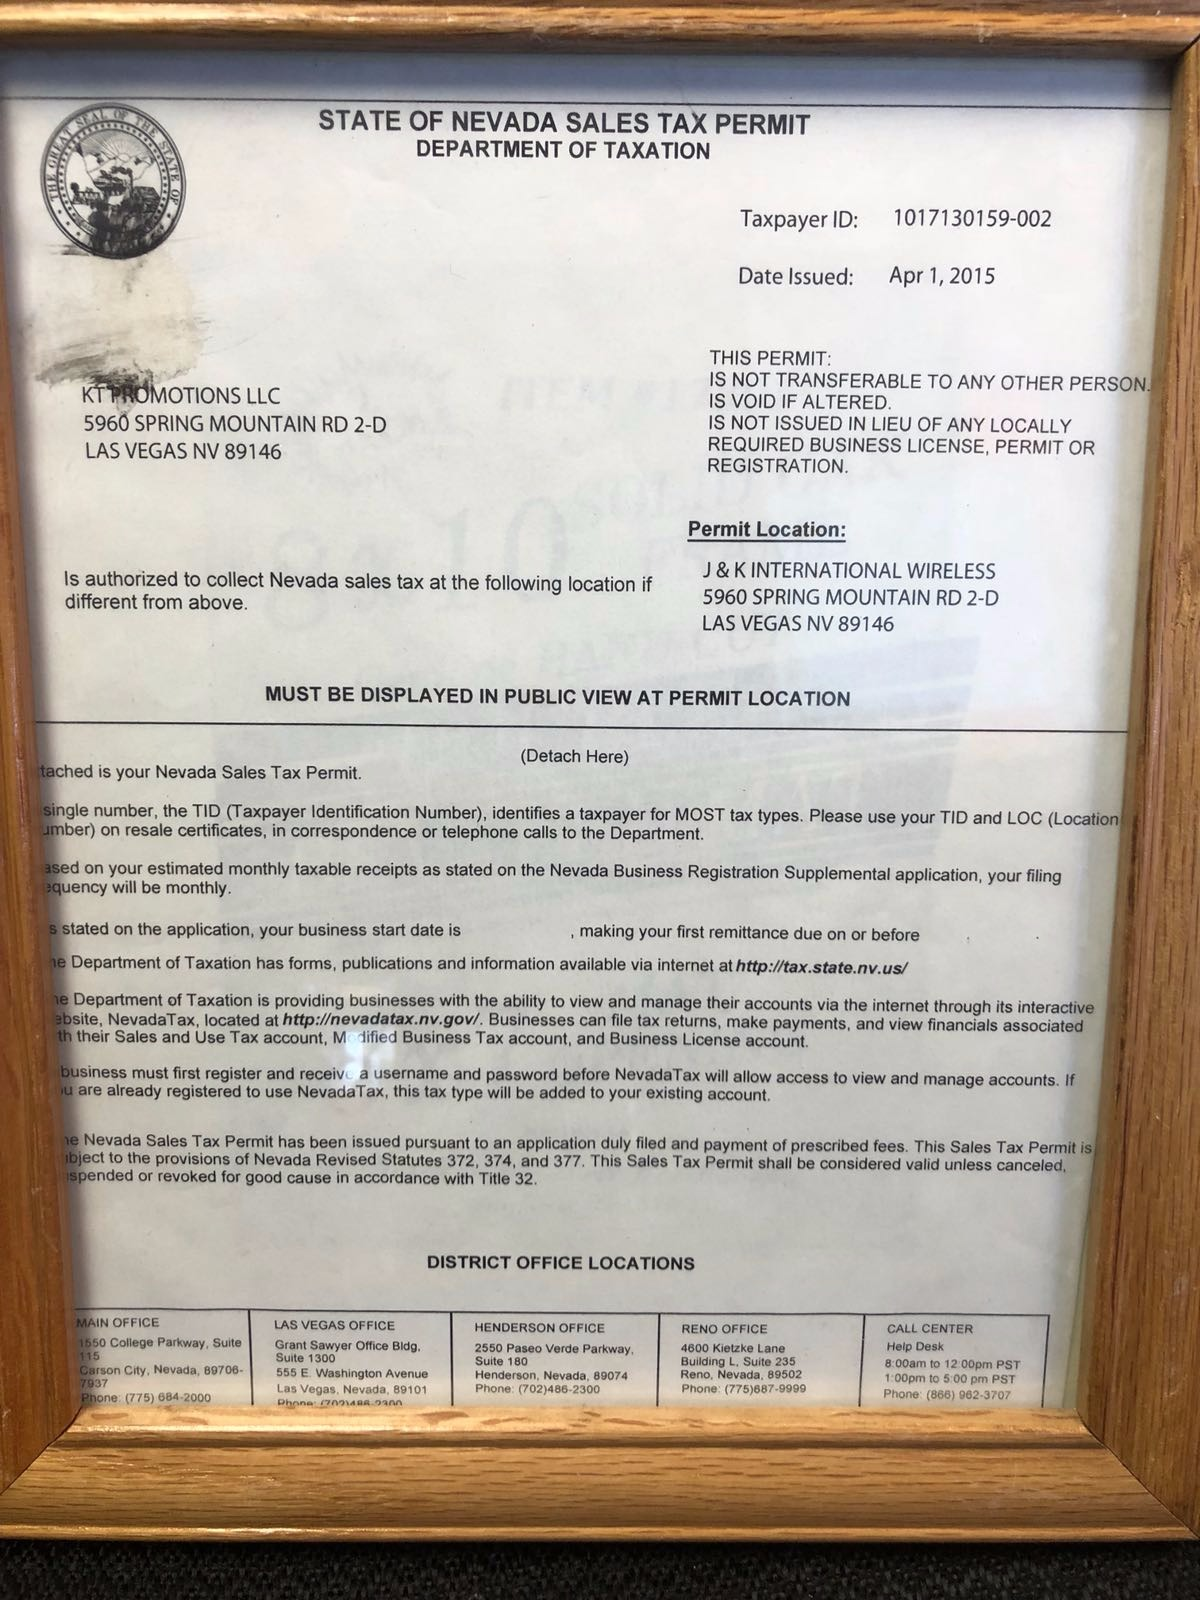 THE GREAT SEAL OF THE STATE OF
STATE OF NEVADA SALES TAX PERMIT
DEPARTMENT OF TAXATION
Taxpayer ID: 1017130159-002
Date Issued: Apr 1, 2015
THIS PERMIT:
IS NOT TRANSFERABLE TO ANY OTHER PERSON.
IS VOID IF ALTERED.
IS NOT ISSUED IN LIEU OF ANY LOCALLY
REQUIRED BUSINESS LICENSE, PERMIT OR
REGISTRATION.
KT PROMOTIONS LLC
5960 SPRING MOUNTAIN RD 2-D
LAS VEGAS NV 89146
Permit Location:
Is authorized to collect Nevada sales tax at the following location if
different from above.
J & K INTERNATIONAL WIRELESS
5960 SPRING MOUNTAIN RD 2-D
LAS VEGAS NV 89146
MUST BE DISPLAYED IN PUBLIC VIEW AT PERMIT LOCATION
(Detach Here)
tached is your Nevada Sales Tax Permit.
single number, the TID (Taxpayer Identification Number), identifies a taxpayer for MOST tax types. Please use your TID and LOC (Location
umber) on resale certificates, in correspondence or telephone calls to the Department.
ased on your estimated monthly taxable receipts as stated on the Nevada Business Registration Supplemental application, your filing
equency will be monthly.
s stated on the application, your business start date is , making your first remittance due on or before .
he Department of Taxation has forms, publications and information available via internet at http://tax.state.nv.us/
he Department of Taxation is providing businesses with the ability to view and manage their accounts via the internet through its interactive
ebsite, NevadaTax, located at http://nevadatax.nv.gov/. Businesses can file tax returns, make payments, and view financials associated
th their Sales and Use Tax account, Modified Business Tax account, and Business License account.
business must first register and receive a username and password before NevadaTax will allow access to view and manage accounts. If
ou are already registered to use NevadaTax, this tax type will be added to your existing account.
he Nevada Sales Tax Permit has been issued pursuant to an application duly filed and payment of prescribed fees. This Sales Tax Permit is
ubject to the provisions of Nevada Revised Statutes 372, 374, and 377. This Sales Tax Permit shall be considered valid unless canceled,
spended or revoked for good cause in accordance with Title 32.
DISTRICT OFFICE LOCATIONS
MAIN OFFICE
1550 College Parkway, Suite
115
Carson City, Nevada, 89706-
7937
Phone: (775) 684-2000
LAS VEGAS OFFICE
Grant Sawyer Office Bldg,
Suite 1300
555 E. Washington Avenue
Las Vegas, Nevada, 89101
Phone: (702)486-2300
HENDERSON OFFICE
2550 Paseo Verde Parkway,
Suite 180
Henderson, Nevada, 89074
Phone: (702)486-2300
RENO OFFICE
4600 Kietzke Lane
Building L, Suite 235
Reno, Nevada, 89502
Phone: (775)687-9999
CALL CENTER
Help Desk
8:00am to 12:00pm PST
1:00pm to 5:00 pm PST
Phone: (866) 962-3707